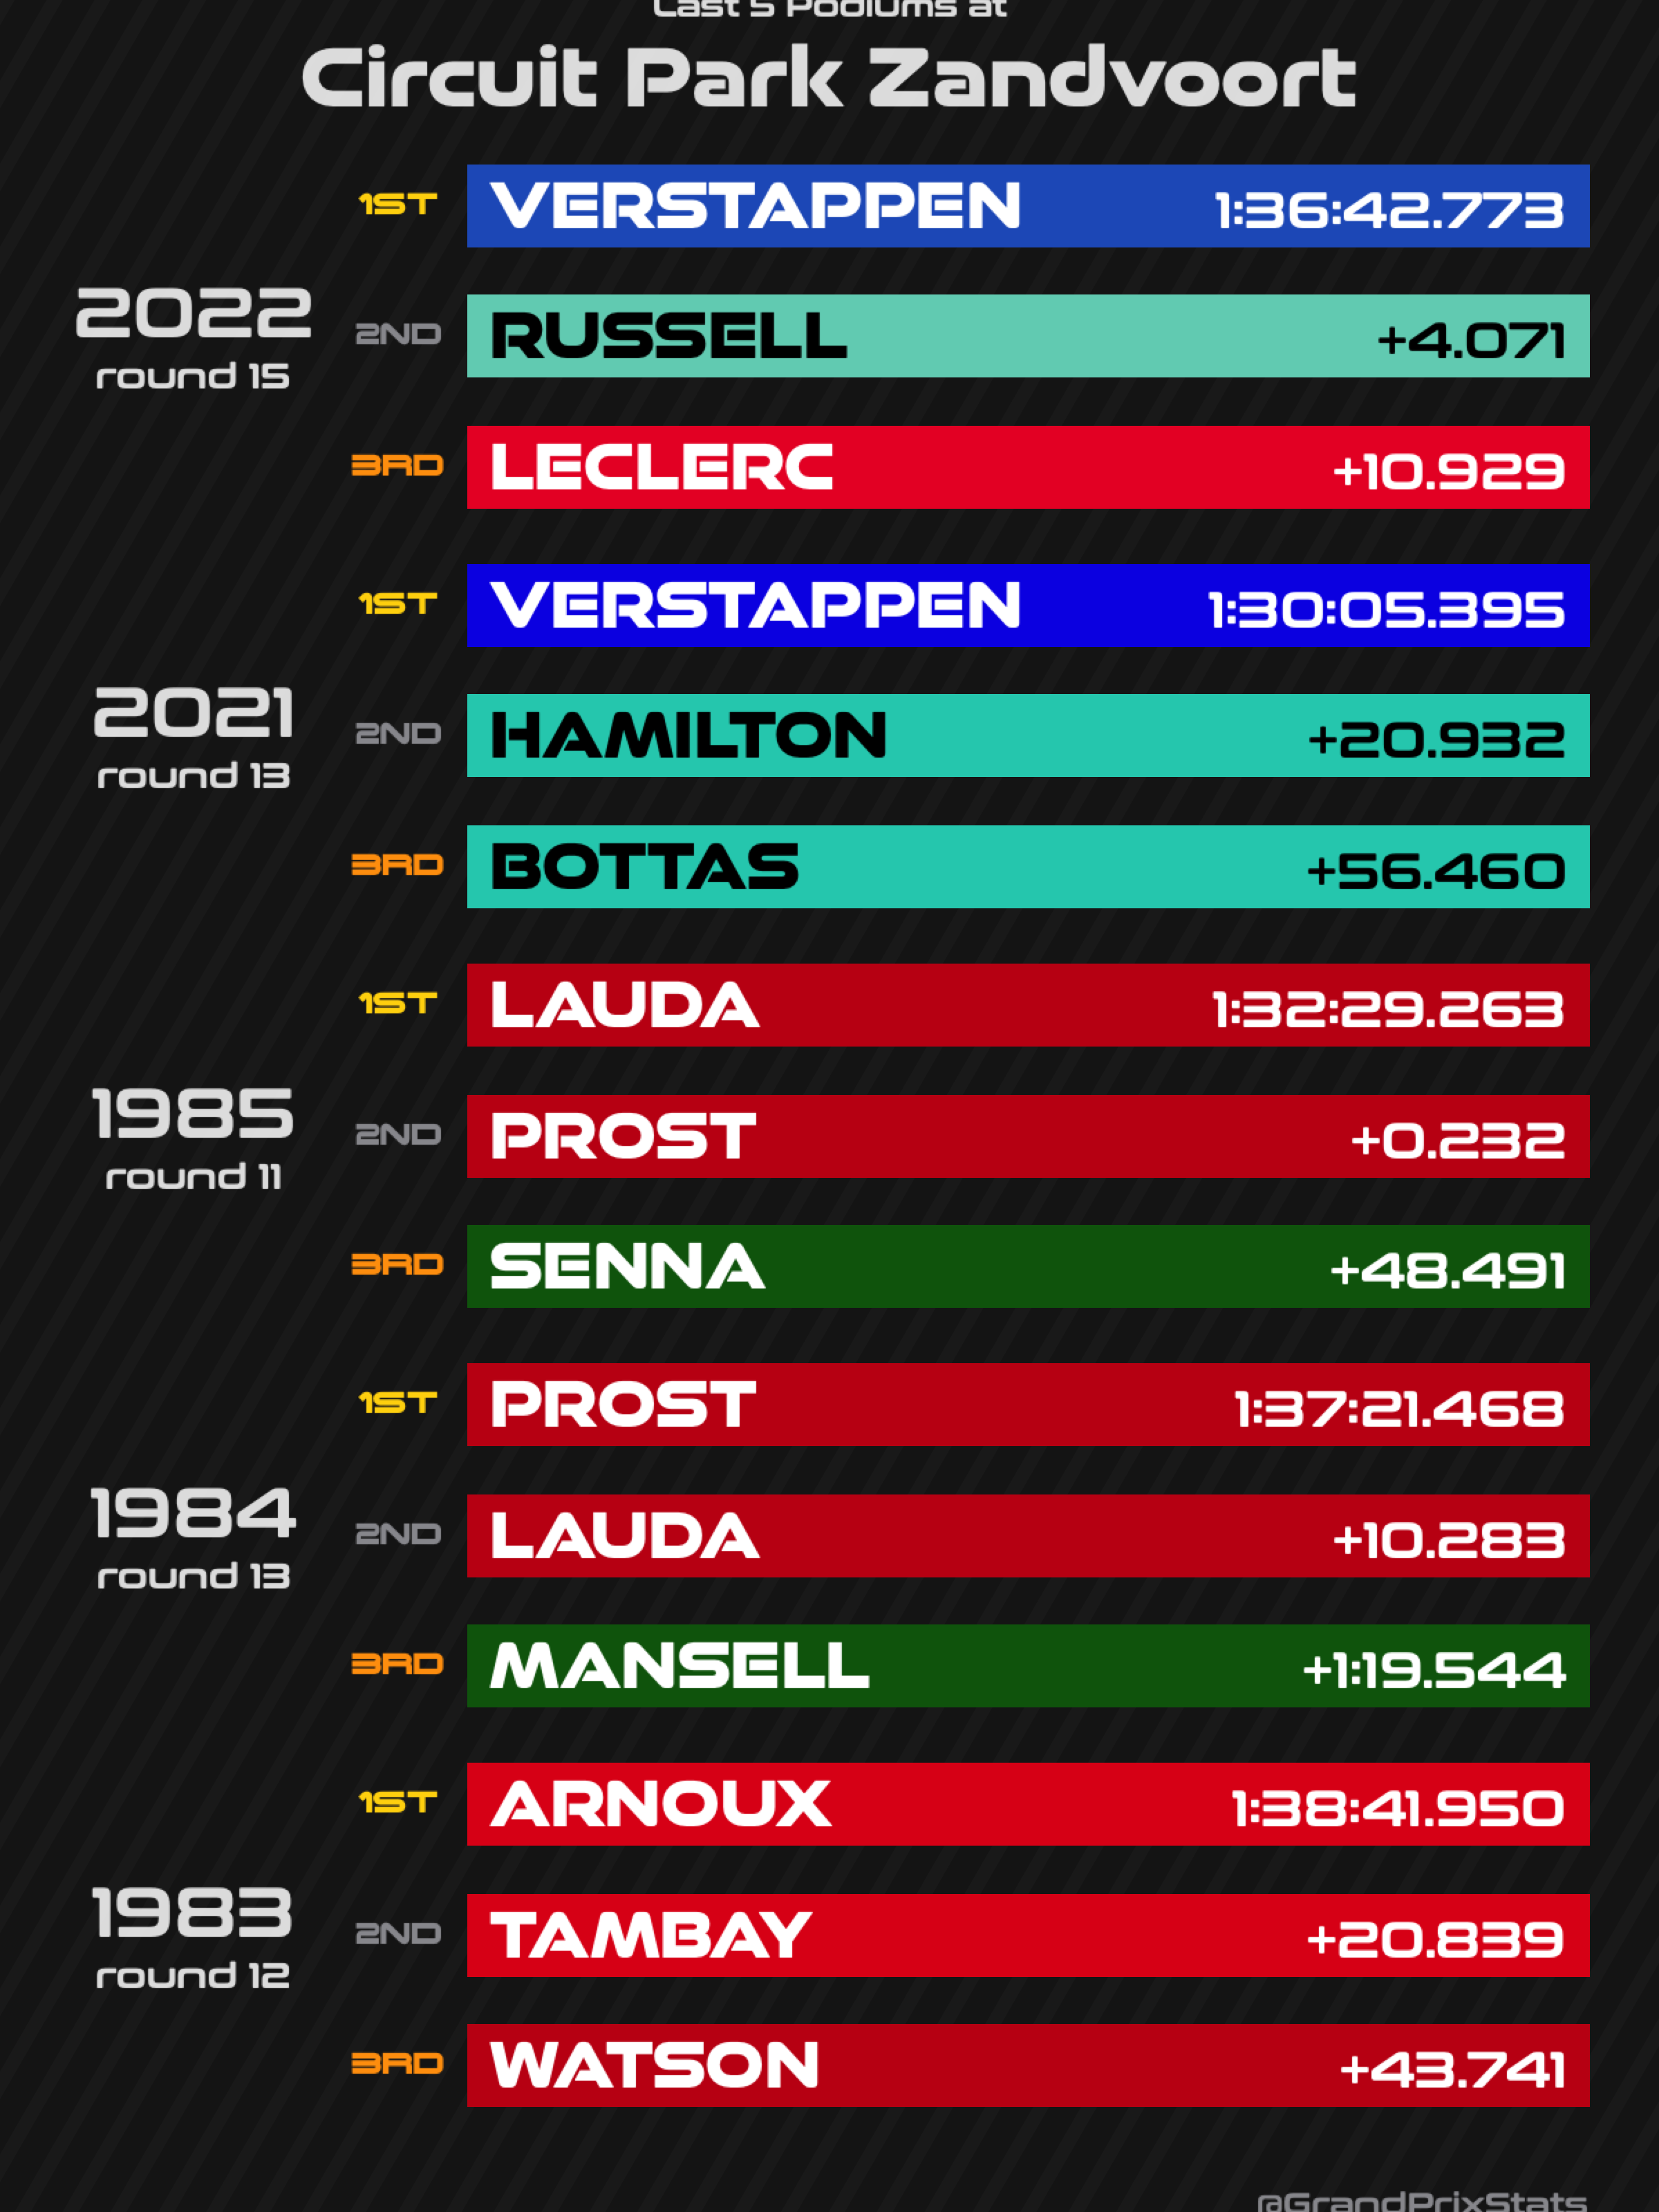 Last 5 Podiums at
Circuit Park Zandvoort
2022
round 15
1ST VERSTAPPEN 1:36:42.773
2ND RUSSELL +4.071
3RD LECLERC +10.929
2021
round 13
1ST VERSTAPPEN 1:30:05.395
2ND HAMILTON +20.932
3RD BOTTAS +56.460
1985
round 11
1ST LAUDA 1:32:29.263
2ND PROST +0.232
3RD SENNA +48.491
1984
round 13
1ST PROST 1:37:21.468
2ND LAUDA +10.283
3RD MANSELL +1:19.544
1983
round 12
1ST ARNOUX 1:38:41.950
2ND TAMBAY +20.839
3RD WATSON +43.741
@GrandPrixStats